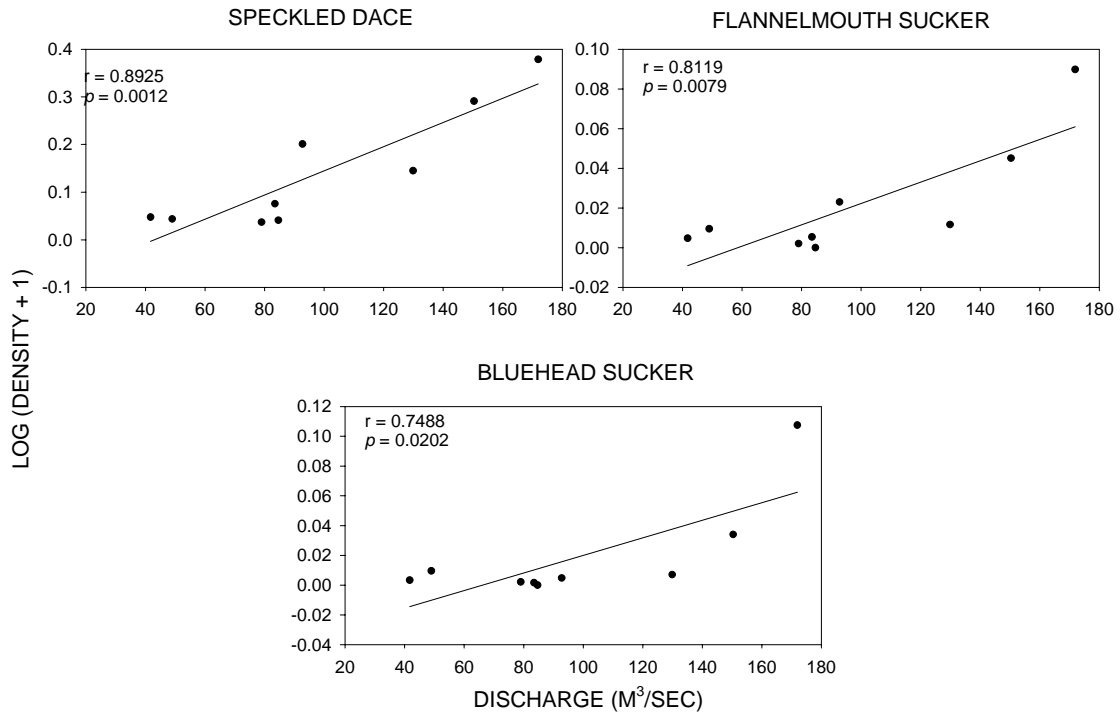 SPECKLED DACE
r = 0.8925
p = 0.0012
0.4
0.3
0.2
0.1
0.0
-0.1
20 40 60 80 100 120 140 160 180
FLANNELMOUTH SUCKER
r = 0.8119
p = 0.0079
0.10
0.08
0.06
0.04
0.02
0.00
-0.02
20 40 60 80 100 120 140 160 180
LOG (DENSITY + 1)
BLUEHEAD SUCKER
r = 0.7488
p = 0.0202
0.12
0.10
0.08
0.06
0.04
0.02
0.00
-0.02
-0.04
20 40 60 80 100 120 140 160 180
DISCHARGE (M³/SEC)